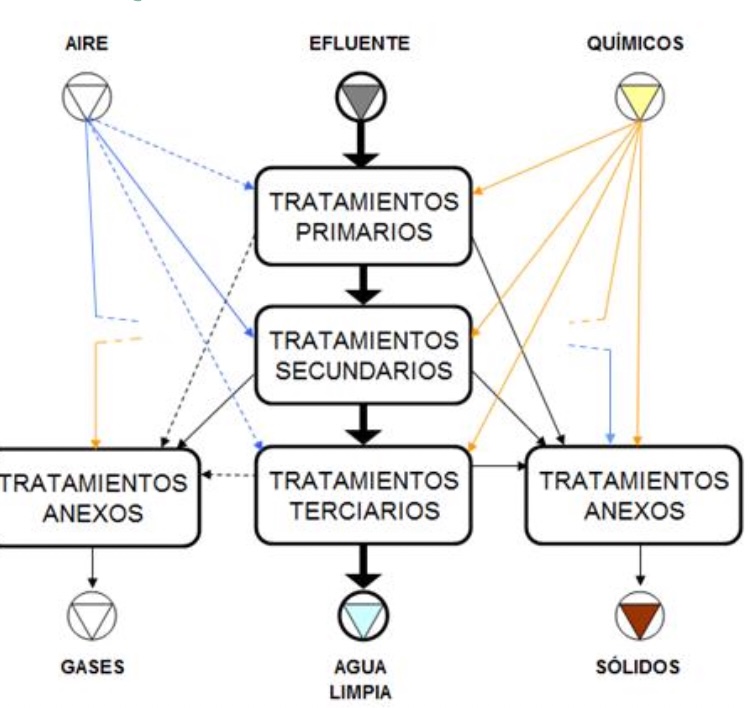 AIRE
EFLUENTE
QUÍMICOS
TRATAMIENTOS
PRIMARIOS
TRATAMIENTOS
SECUNDARIOS
TRATAMIENTOS
ANEXOS
TRATAMIENTOS
TERCIARIOS
TRATAMIENTOS
ANEXOS
GASES
AGUA
LIMPIA
SÓLIDOS